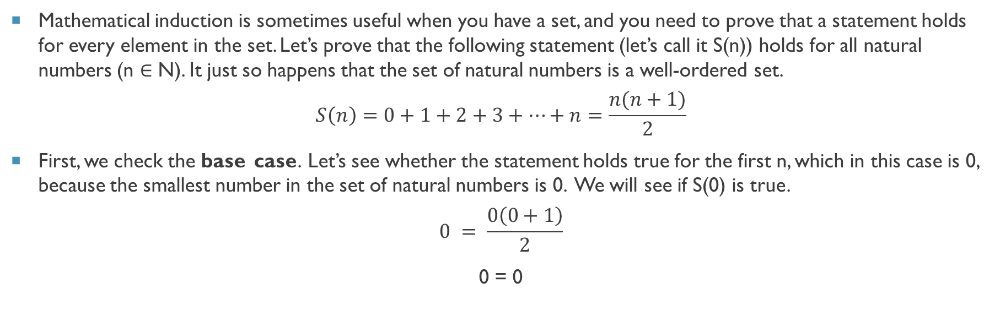 ▪ Mathematical induction is sometimes useful when you have a set, and you need to prove that a statement holds
for every element in the set. Let’s prove that the following statement (let’s call it S(n)) holds for all natural
numbers (n ∈ N). It just so happens that the set of natural numbers is a well-ordered set.
S(n) = 0 + 1 + 2 + 3 + ⋯ + n = n(n + 1)
2
▪ First, we check the base case. Let’s see whether the statement holds true for the first n, which in this case is 0,
because the smallest number in the set of natural numbers is 0. We will see if S(0) is true.
0 = 0(0 + 1)
2
0 = 0